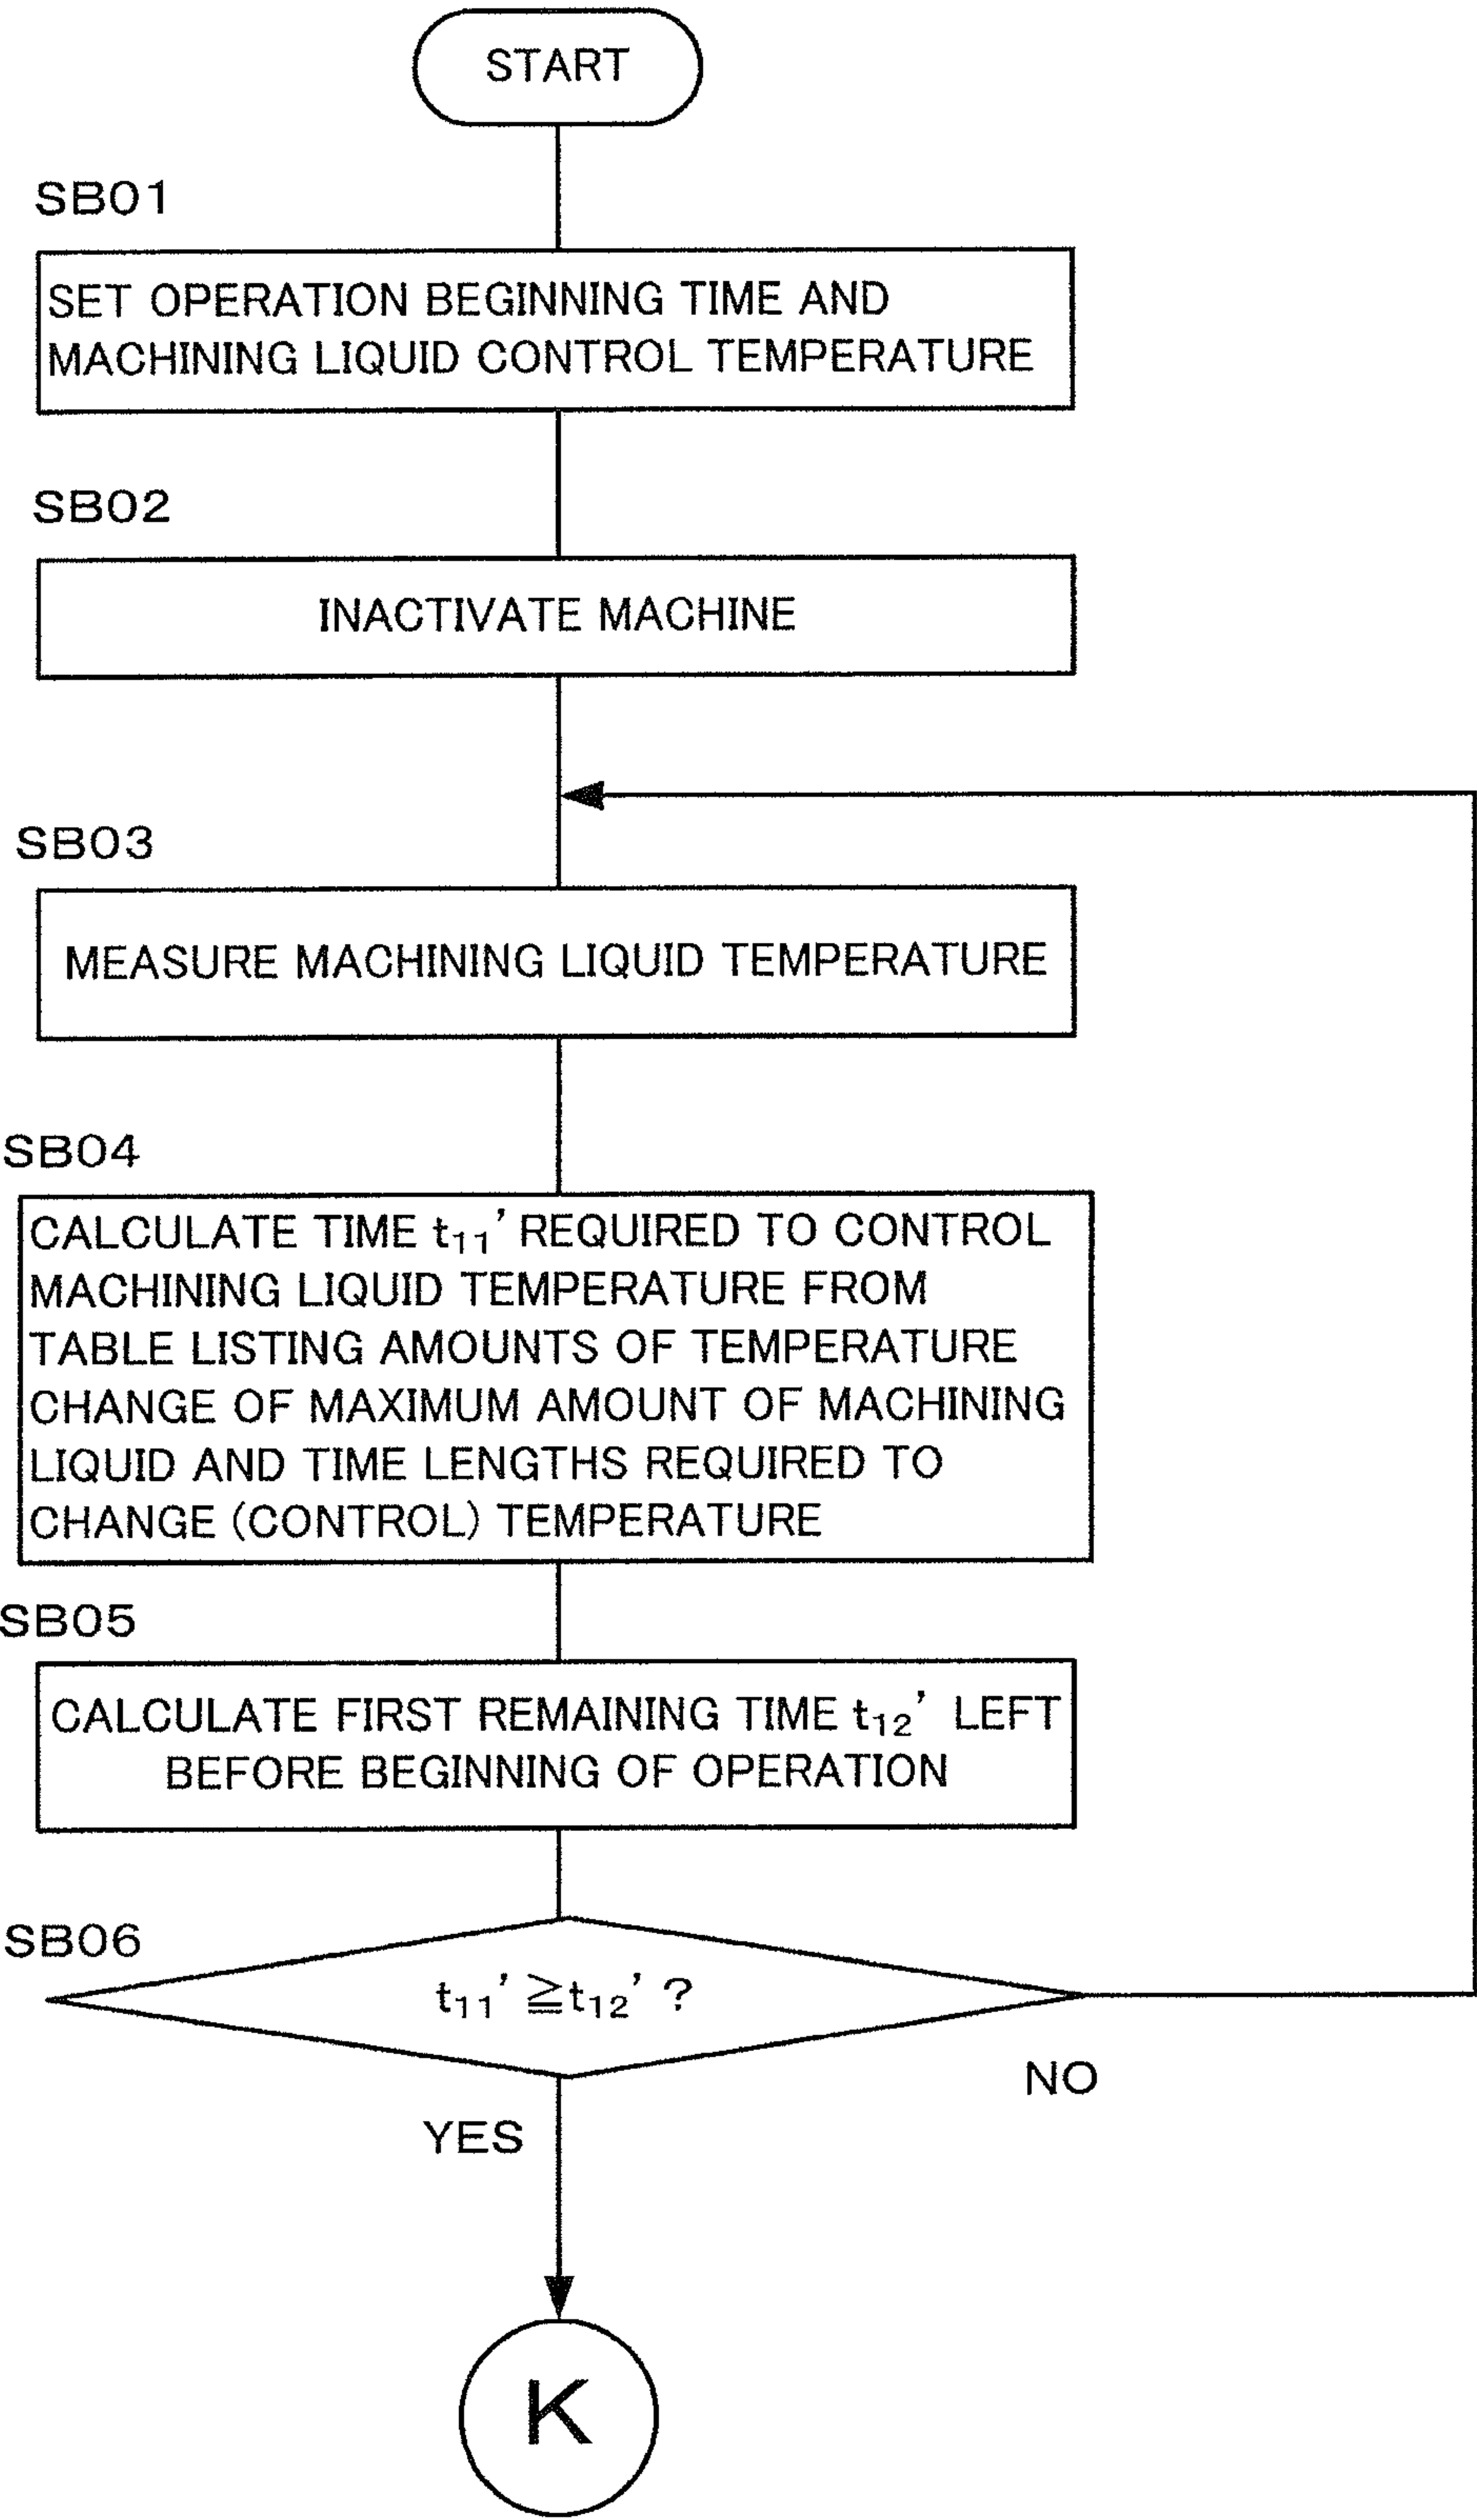 START
SB01
SET OPERATION BEGINNING TIME AND
MACHINING LIQUID CONTROL TEMPERATURE
SB02
INACTIVATE MACHINE
SB03
MEASURE MACHINING LIQUID TEMPERATURE
SB04
CALCULATE TIME t₁₁' REQUIRED TO CONTROL
MACHINING LIQUID TEMPERATURE FROM
TABLE LISTING AMOUNTS OF TEMPERATURE
CHANGE OF MAXIMUM AMOUNT OF MACHINING
LIQUID AND TIME LENGTHS REQUIRED TO
CHANGE (CONTROL) TEMPERATURE
SB05
CALCULATE FIRST REMAINING TIME t₁₂' LEFT
BEFORE BEGINNING OF OPERATION
SB06
t₁₁' ≧ t₁₂' ?
NO
YES
K